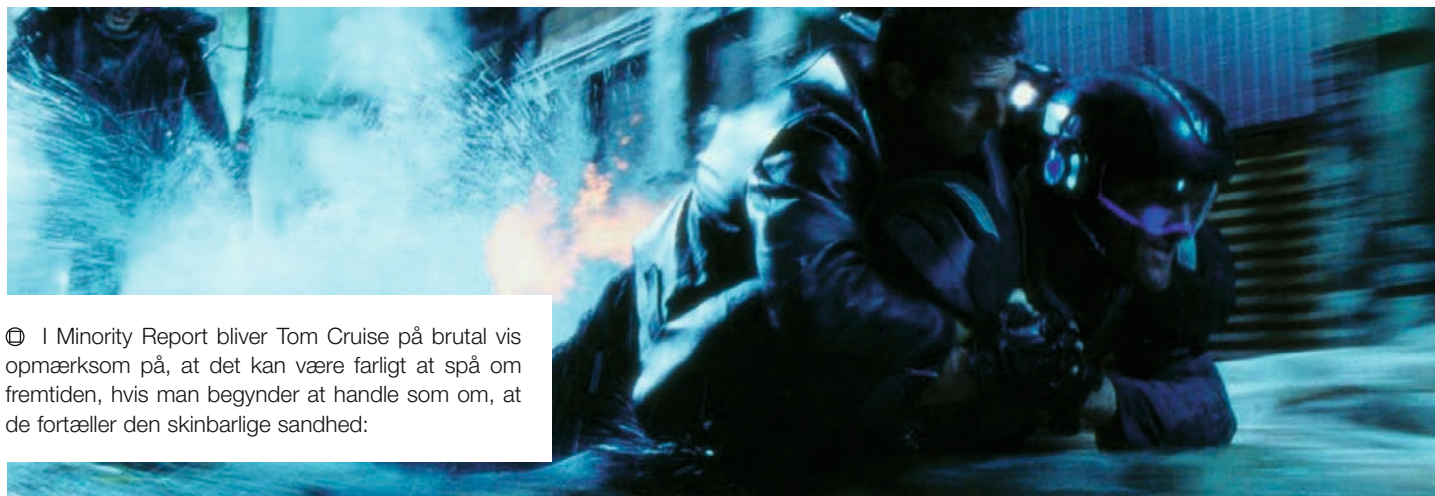 I Minority Report bliver Tom Cruise på brutal vis
opmærksom på, at det kan være farligt at spå om
fremtiden, hvis man begynder at handle som om, at
de fortæller den skinbarlige sandhed: